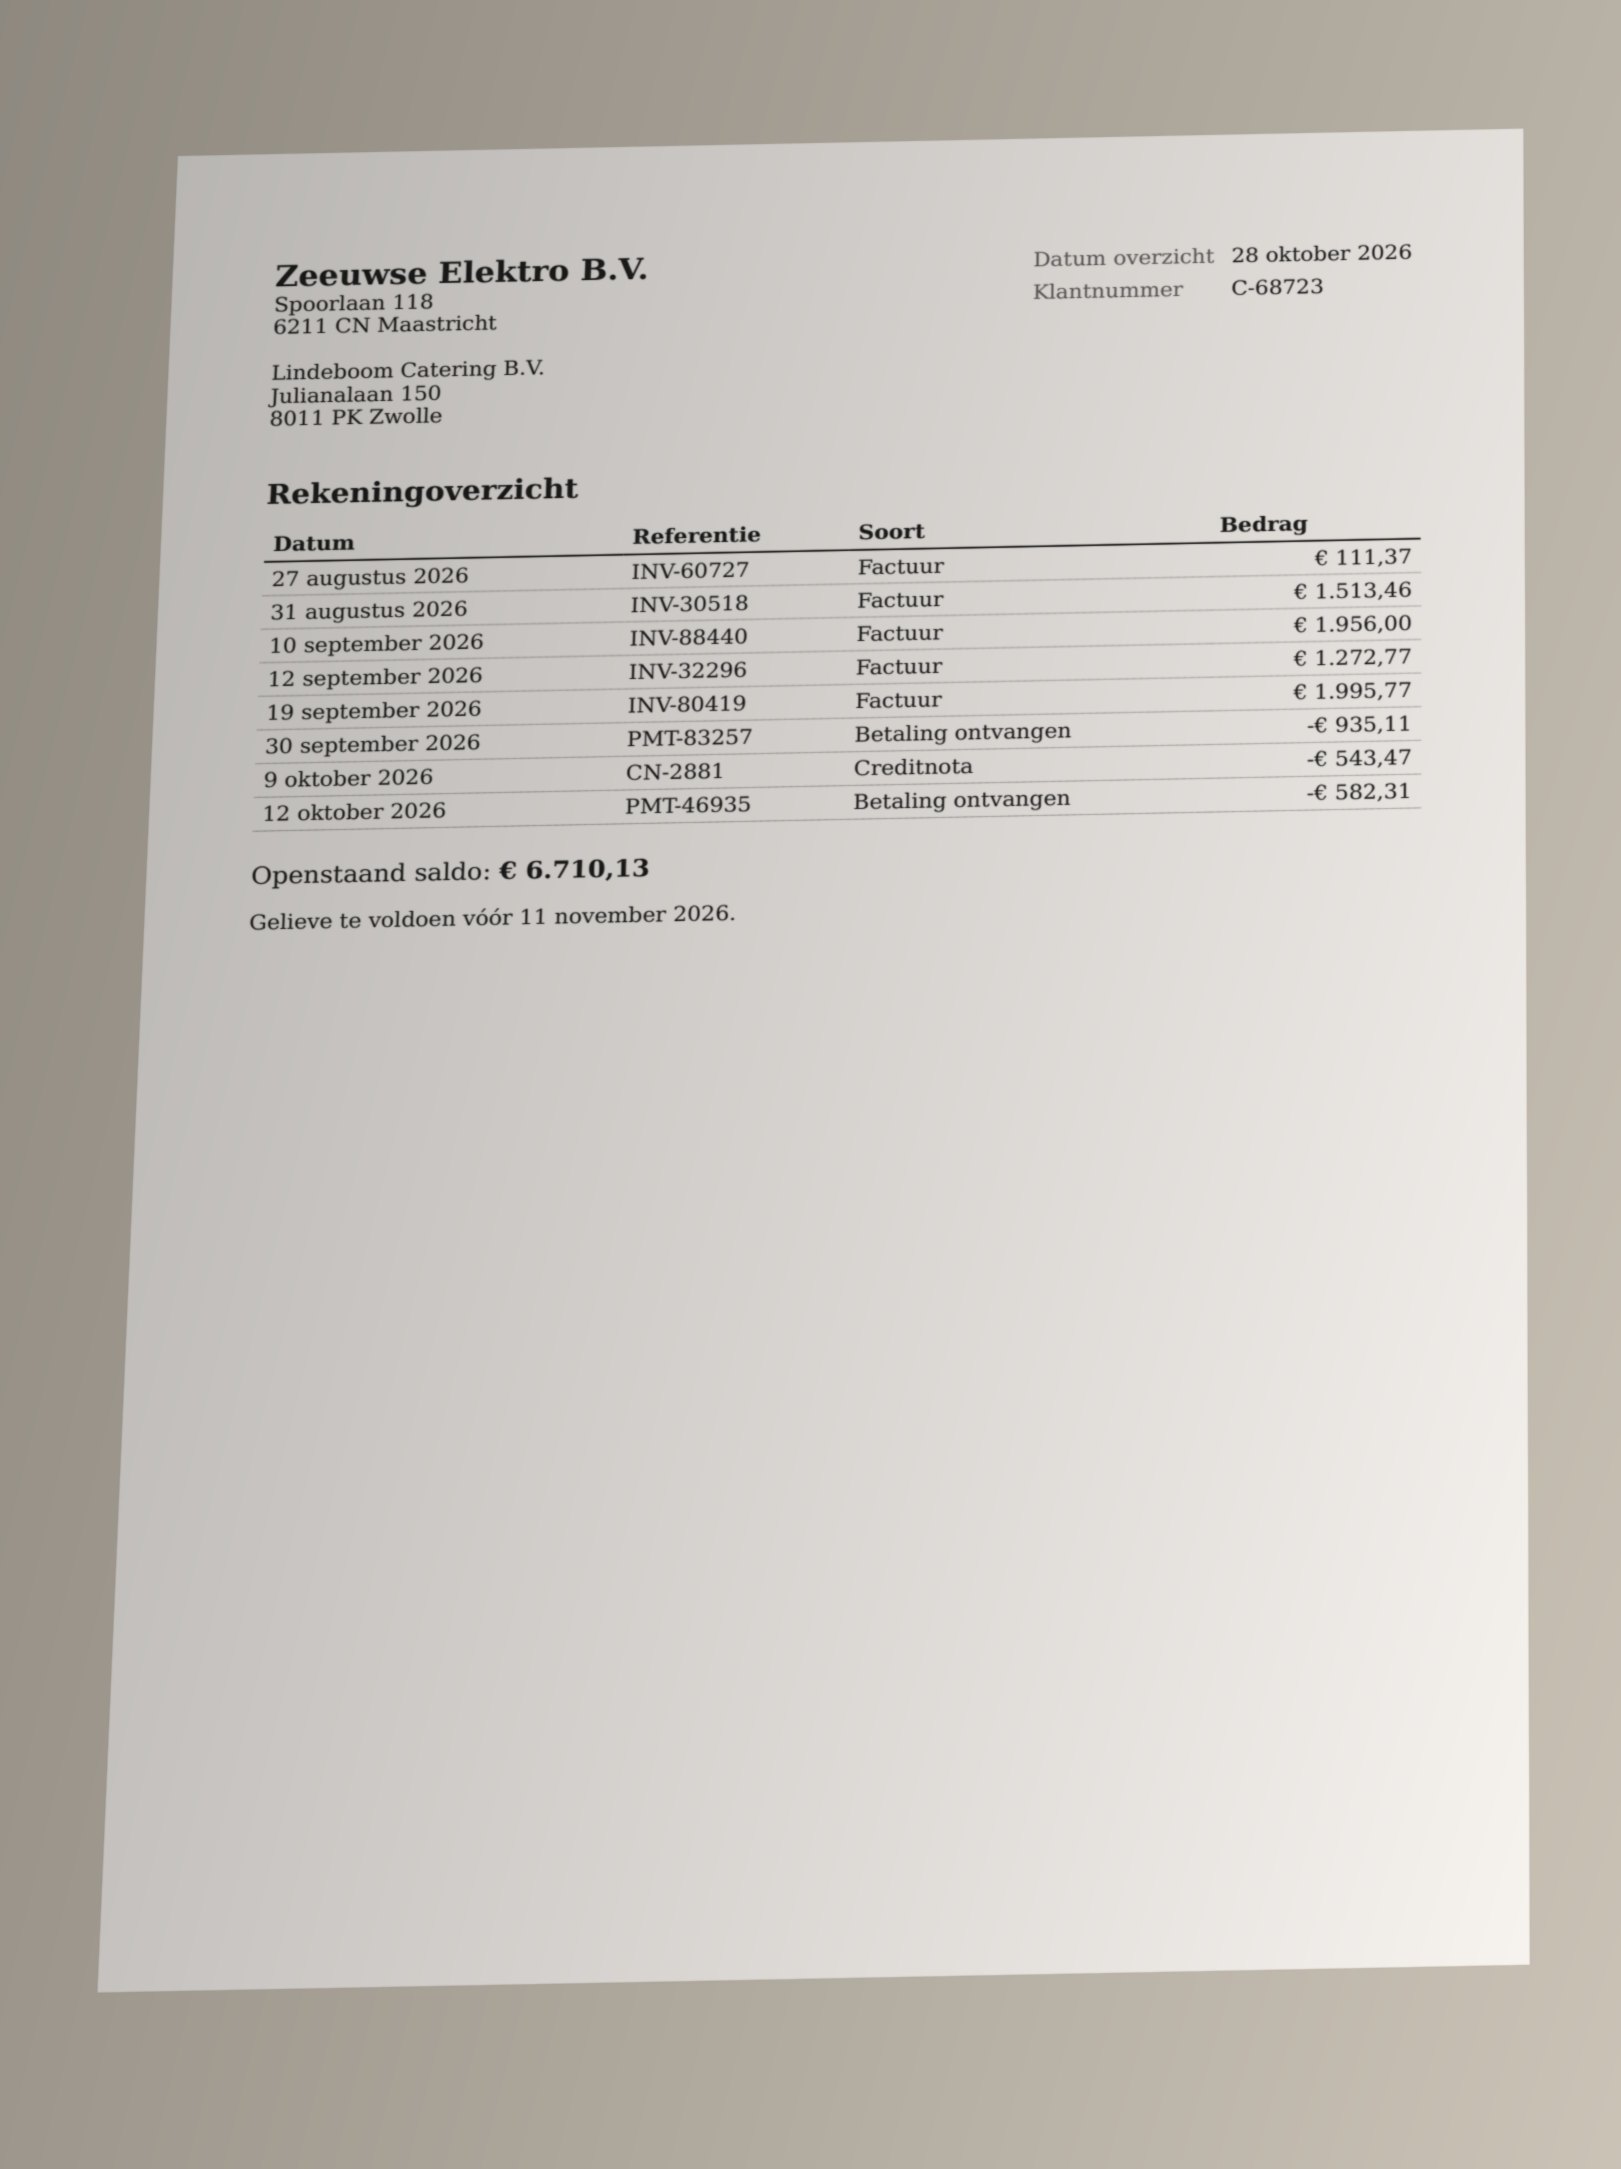 Zeeuwse Elektro B.V.
Spoorlaan 118
6211 CN Maastricht
Datum overzicht 28 oktober 2026
Klantnummer C-68723
Lindeboom Catering B.V.
Julianalaan 150
8011 PK Zwolle
Rekeningoverzicht
Datum Referentie Soort Bedrag
27 augustus 2026 INV-60727 Factuur € 111,37
31 augustus 2026 INV-30518 Factuur € 1.513,46
10 september 2026 INV-88440 Factuur € 1.956,00
12 september 2026 INV-32296 Factuur € 1.272,77
19 september 2026 INV-80419 Factuur € 1.995,77
30 september 2026 PMT-83257 Betaling ontvangen -€ 935,11
9 oktober 2026 CN-2881 Creditnota -€ 543,47
12 oktober 2026 PMT-46935 Betaling ontvangen -€ 582,31
Openstaand saldo: € 6.710,13
Gelieve te voldoen vóór 11 november 2026.